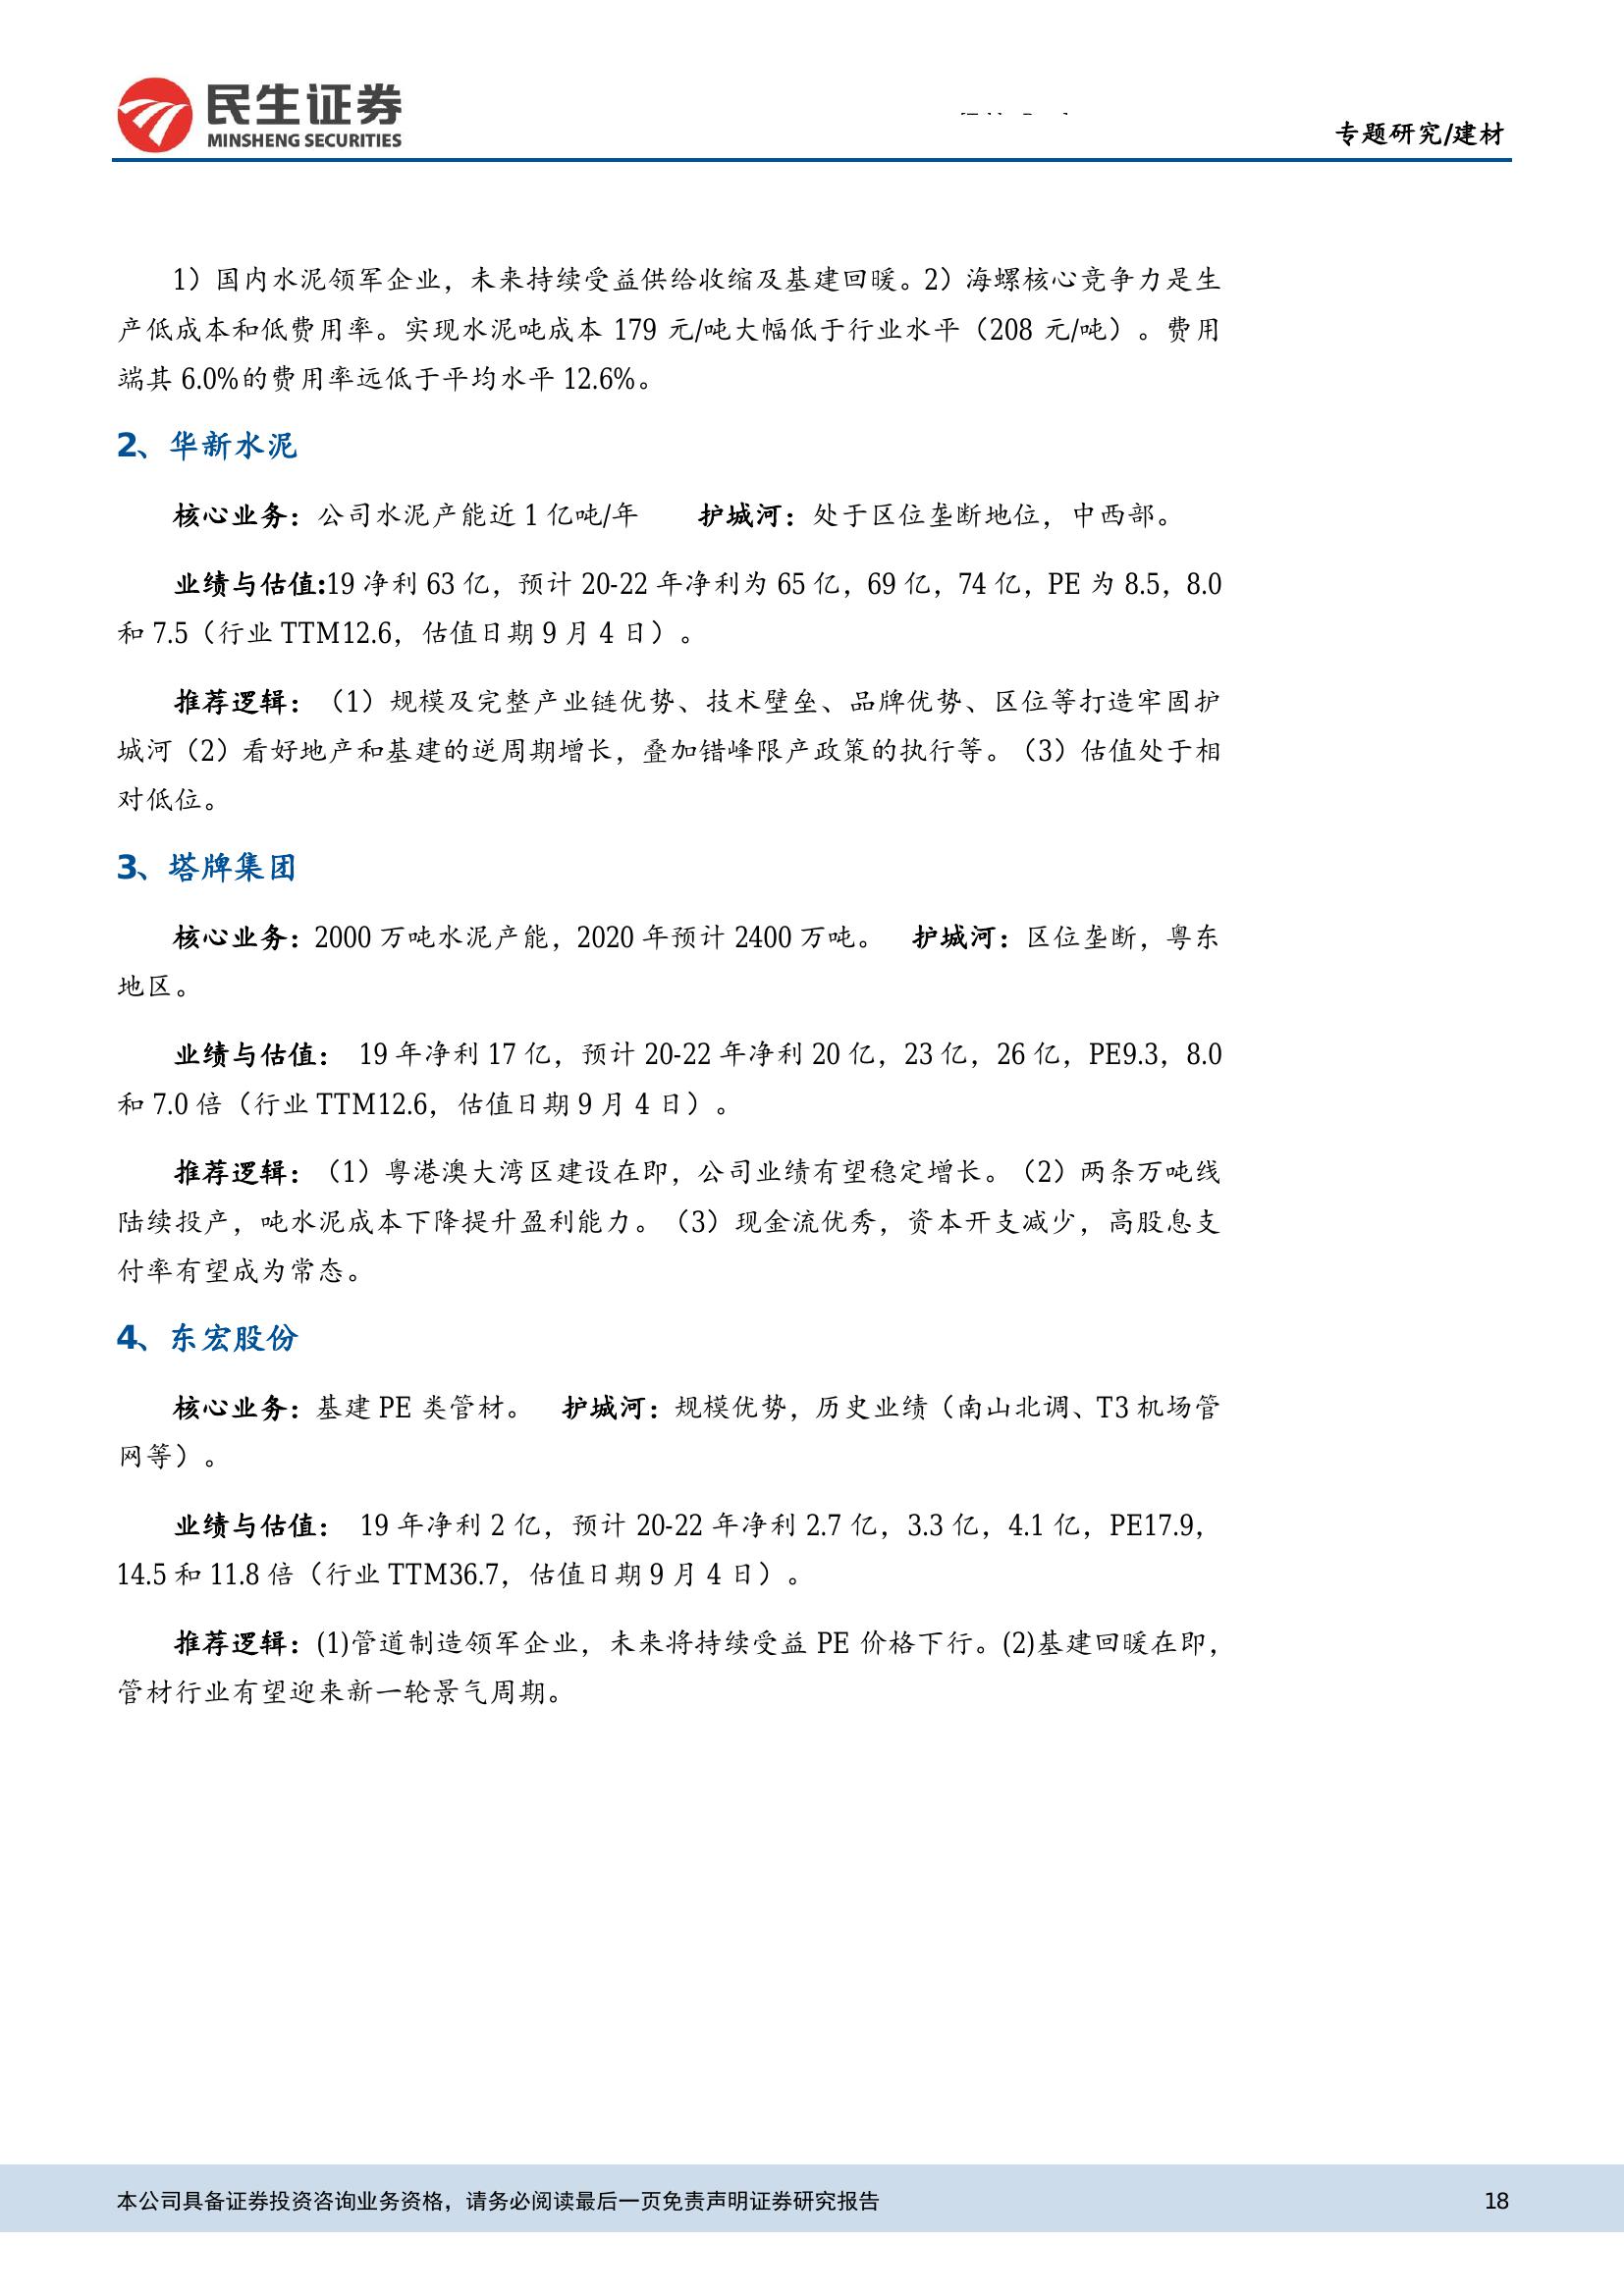 民生证券
MINSHENG SECURITIES
专题研究/建材
1）国内水泥领军企业，未来持续受益供给收缩及基建回暖。2）海螺核心竞争力是生
产低成本和低费用率。实现水泥吨成本 179 元/吨大幅低于行业水平（208 元/吨）。费用
端其 6.0%的费用率远低于平均水平 12.6%。
2、华新水泥
核心业务：公司水泥产能近 1 亿吨/年 护城河：处于区位垄断地位，中西部。
业绩与估值:19 净利 63 亿，预计 20-22 年净利为 65 亿，69 亿，74 亿，PE 为 8.5，8.0
和 7.5（行业 TTM12.6，估值日期 9 月 4 日）。
推荐逻辑：（1）规模及完整产业链优势、技术壁垒、品牌优势、区位等打造牢固护
城河（2）看好地产和基建的逆周期增长，叠加错峰限产政策的执行等。（3）估值处于相
对低位。
3、塔牌集团
核心业务：2000 万吨水泥产能，2020 年预计 2400 万吨。 护城河：区位垄断，粤东
地区。
业绩与估值： 19 年净利 17 亿，预计 20-22 年净利 20 亿，23 亿，26 亿，PE9.3，8.0
和 7.0 倍（行业 TTM12.6，估值日期 9 月 4 日）。
推荐逻辑：（1）粤港澳大湾区建设在即，公司业绩有望稳定增长。（2）两条万吨线
陆续投产，吨水泥成本下降提升盈利能力。（3）现金流优秀，资本开支减少，高股息支
付率有望成为常态。
4、东宏股份
核心业务：基建 PE 类管材。 护城河：规模优势，历史业绩（南山北调、T3 机场管
网等）。
业绩与估值： 19 年净利 2 亿，预计 20-22 年净利 2.7 亿，3.3 亿，4.1 亿，PE17.9，
14.5 和 11.8 倍（行业 TTM36.7，估值日期 9 月 4 日）。
推荐逻辑：(1)管道制造领军企业，未来将持续受益 PE 价格下行。(2)基建回暖在即，
管材行业有望迎来新一轮景气周期。
本公司具备证券投资咨询业务资格，请务必阅读最后一页免责声明证券研究报告 18